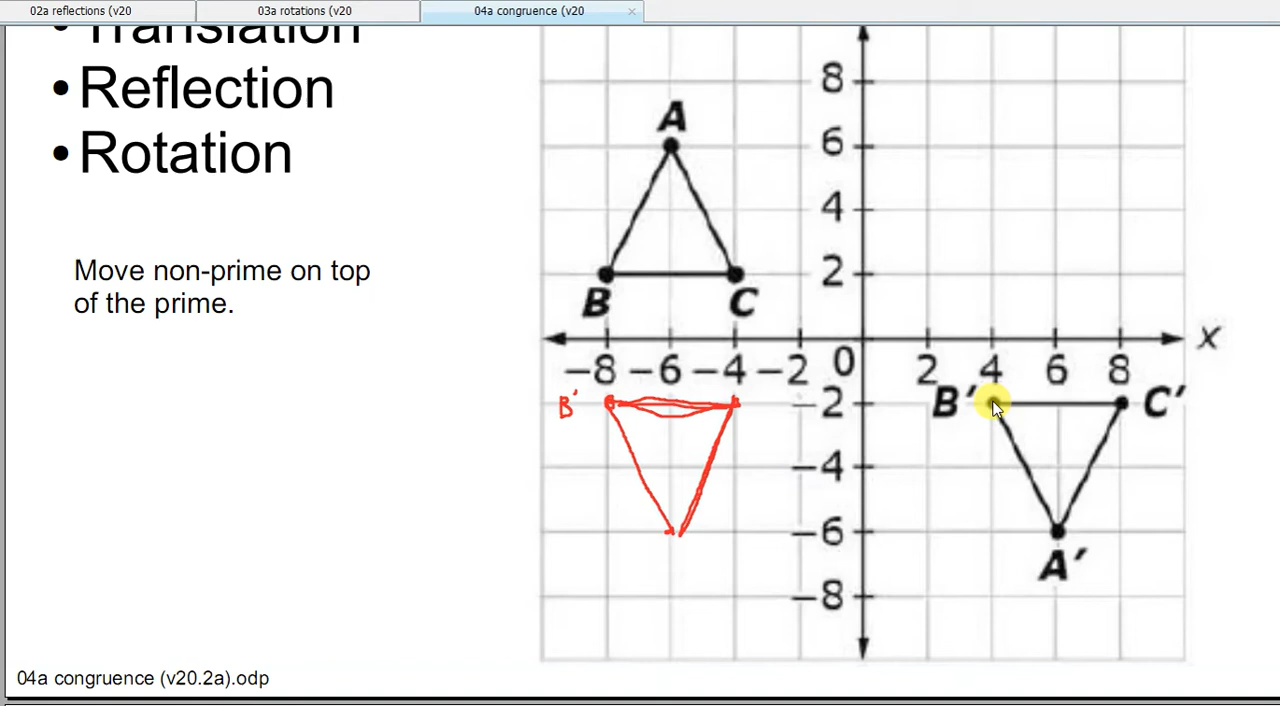 02a reflections (v20
03a rotations (v20
04a congruence (v20
• Translation
• Reflection
• Rotation
Move non-prime on top
of the prime.
8
A
6
4
2
B
C
x
−8 −6 −4 −2 0 2 4 6 8
B′
−2
B′
C′
−4
−6
A′
−8
04a congruence (v20.2a).odp